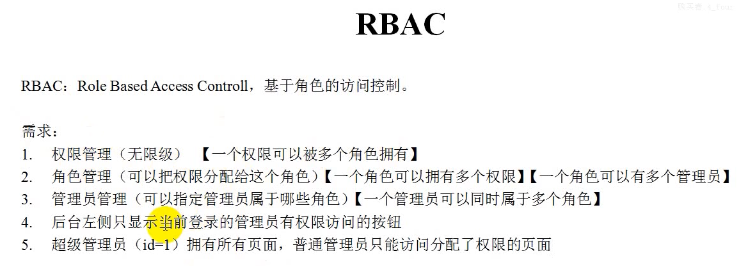 RBAC
RBAC：Role Based Access Controll，基于角色的访问控制。
需求：
1. 权限管理（无限级）【一个权限可以被多个角色拥有】
2. 角色管理（可以把权限分配给这个角色）【一个角色可以拥有多个权限】【一个角色可以有多个管理员】
3. 管理员管理（可以指定管理员属于哪些角色）【一个管理员可以同时属于多个角色】
4. 后台左侧只显示当前登录的管理员有权限访问的按钮
5. 超级管理员（id=1）拥有所有页面，普通管理员只能访问分配了权限的页面